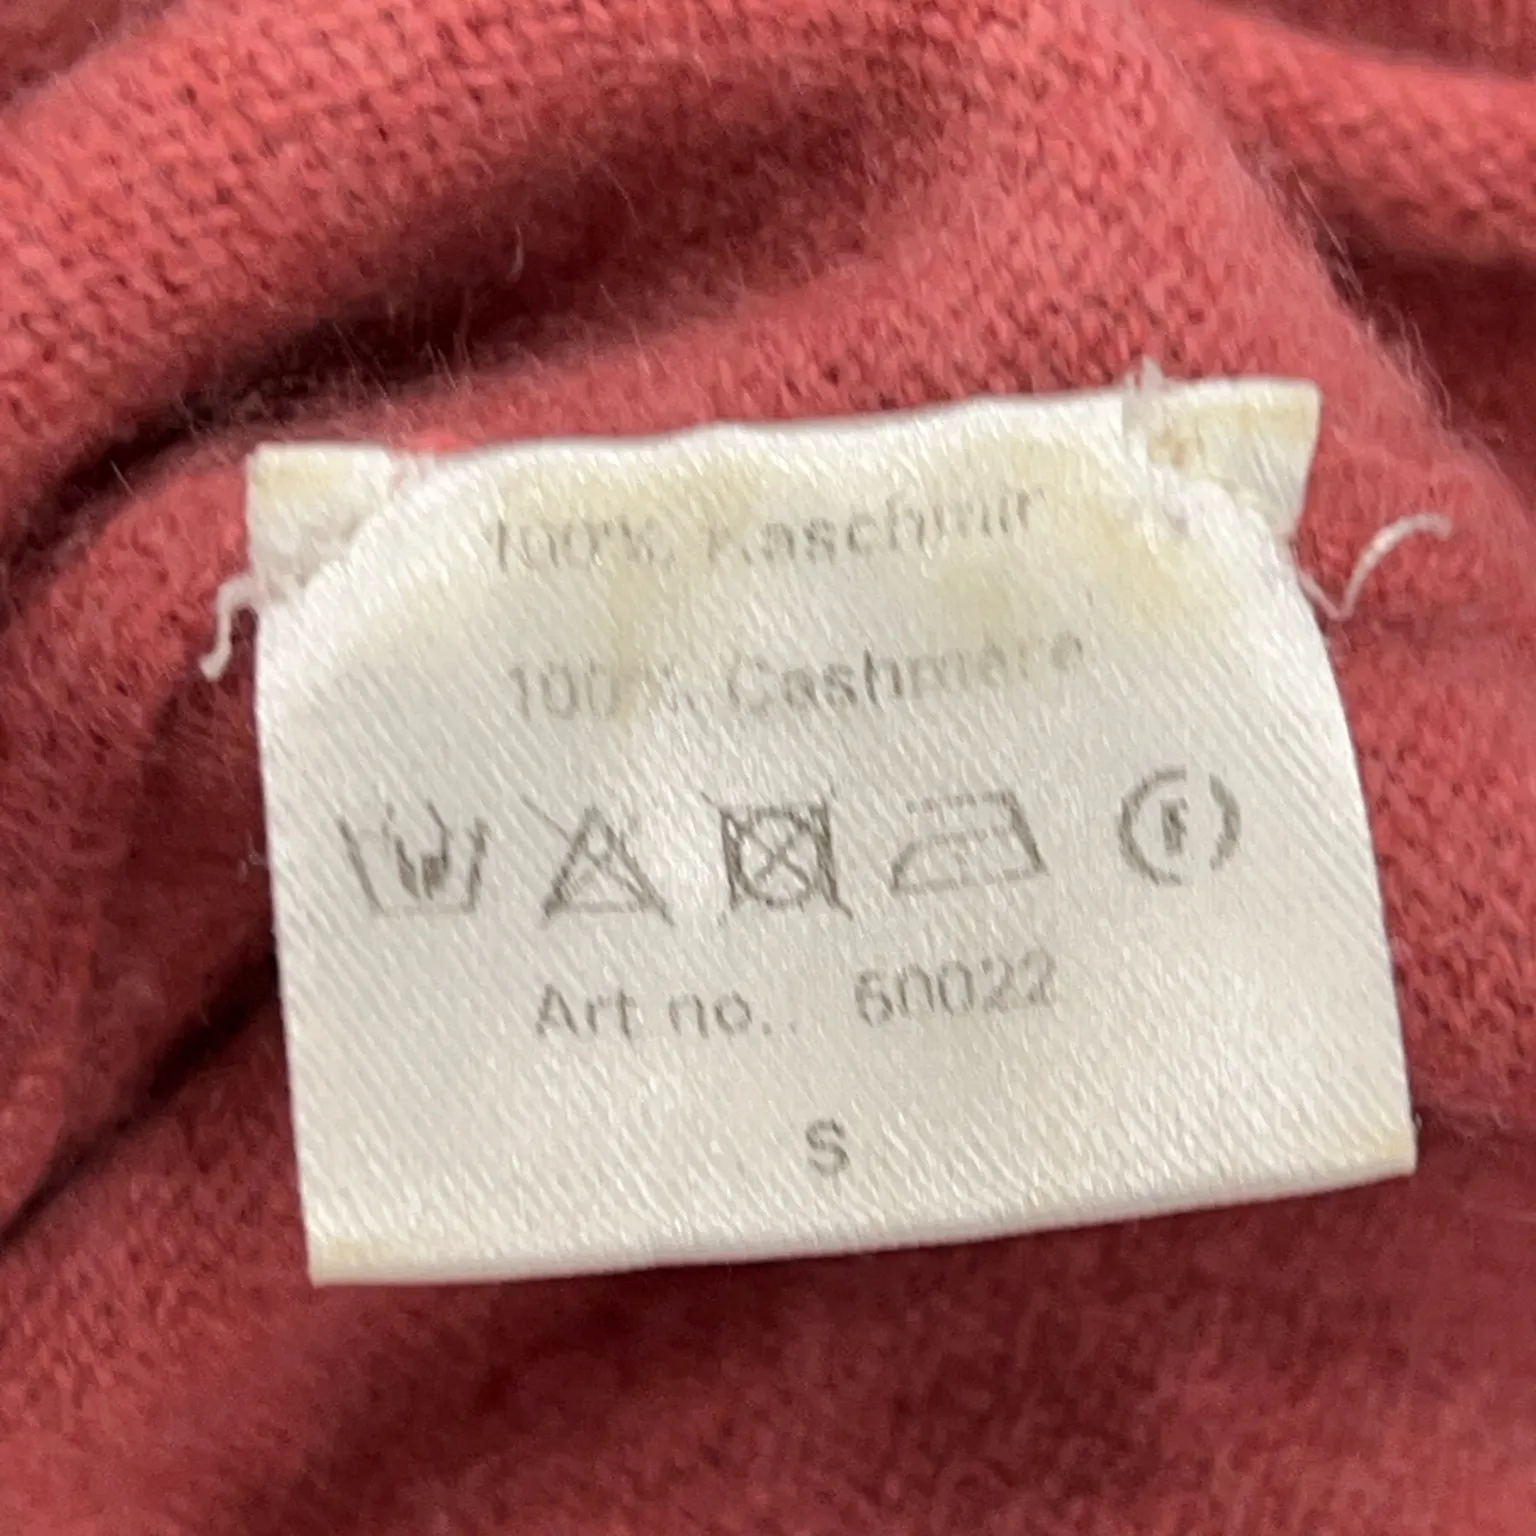 100% Kaschmir
100% Cashmere
Art no.: 60022
S